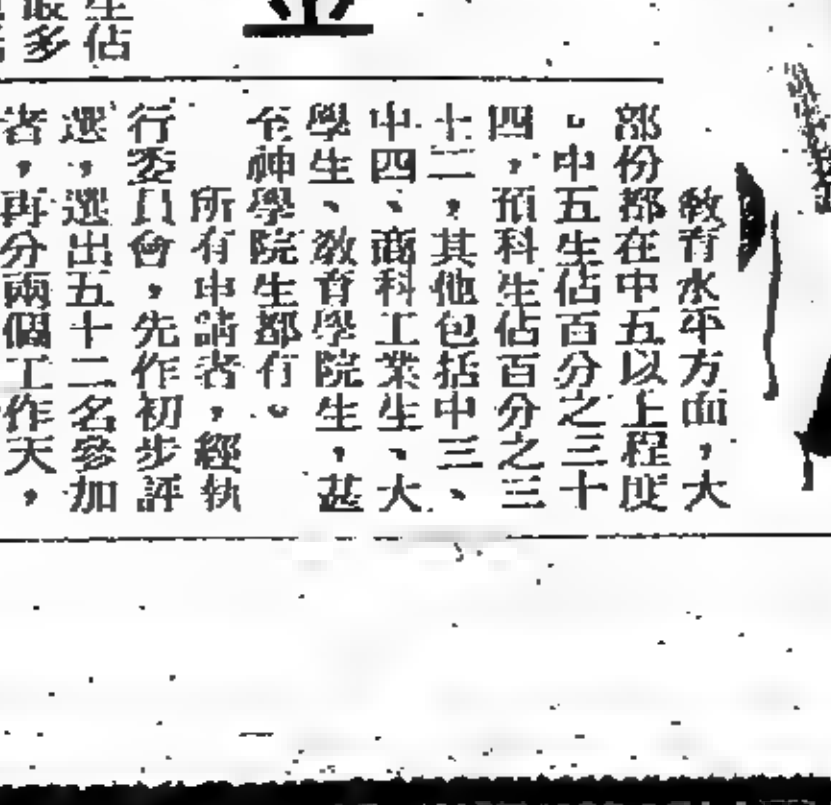 教育水平方面，大
部份都在中五以上程度
。中五生佔百分之三十
四，預科生佔百分之三
十二，其他包括中三、
中四、商科工業生、大
學生、教育學院生，甚
至神學院生都有。
所有申請者，經執
行委員會，先作初步評
選，選出五十二名參加
者，再分兩個工作天，
生佔
最多